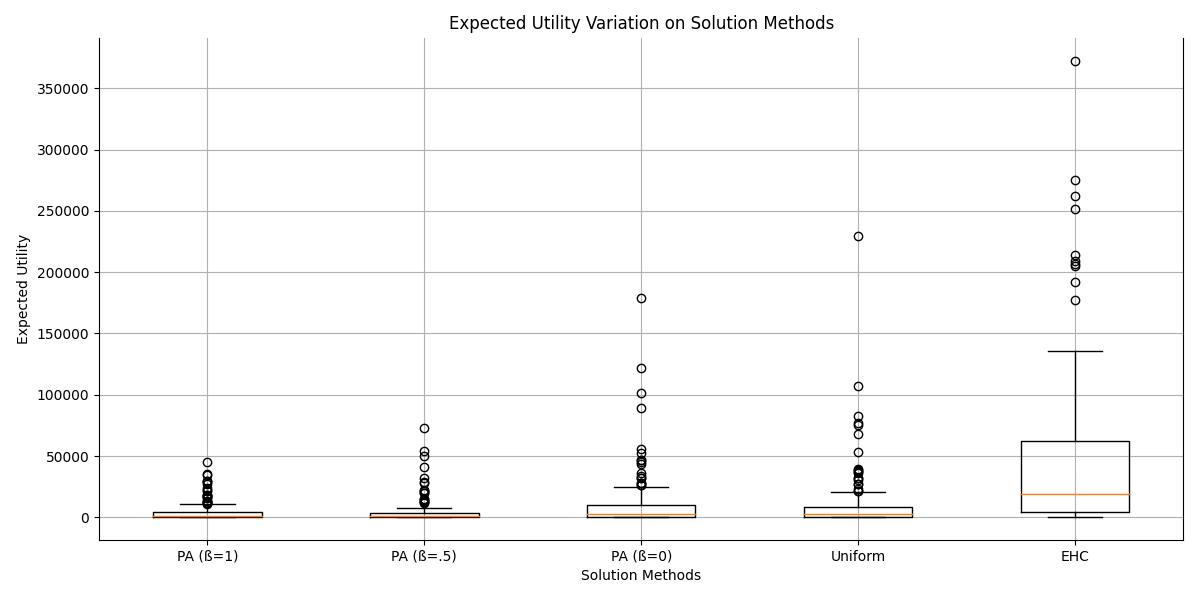 Expected Utility Variation on Solution Methods
Expected Utility
350000
300000
250000
200000
150000
100000
50000
0
PA (ß=1)
PA (ß=.5)
PA (ß=0)
Uniform
EHC
Solution Methods